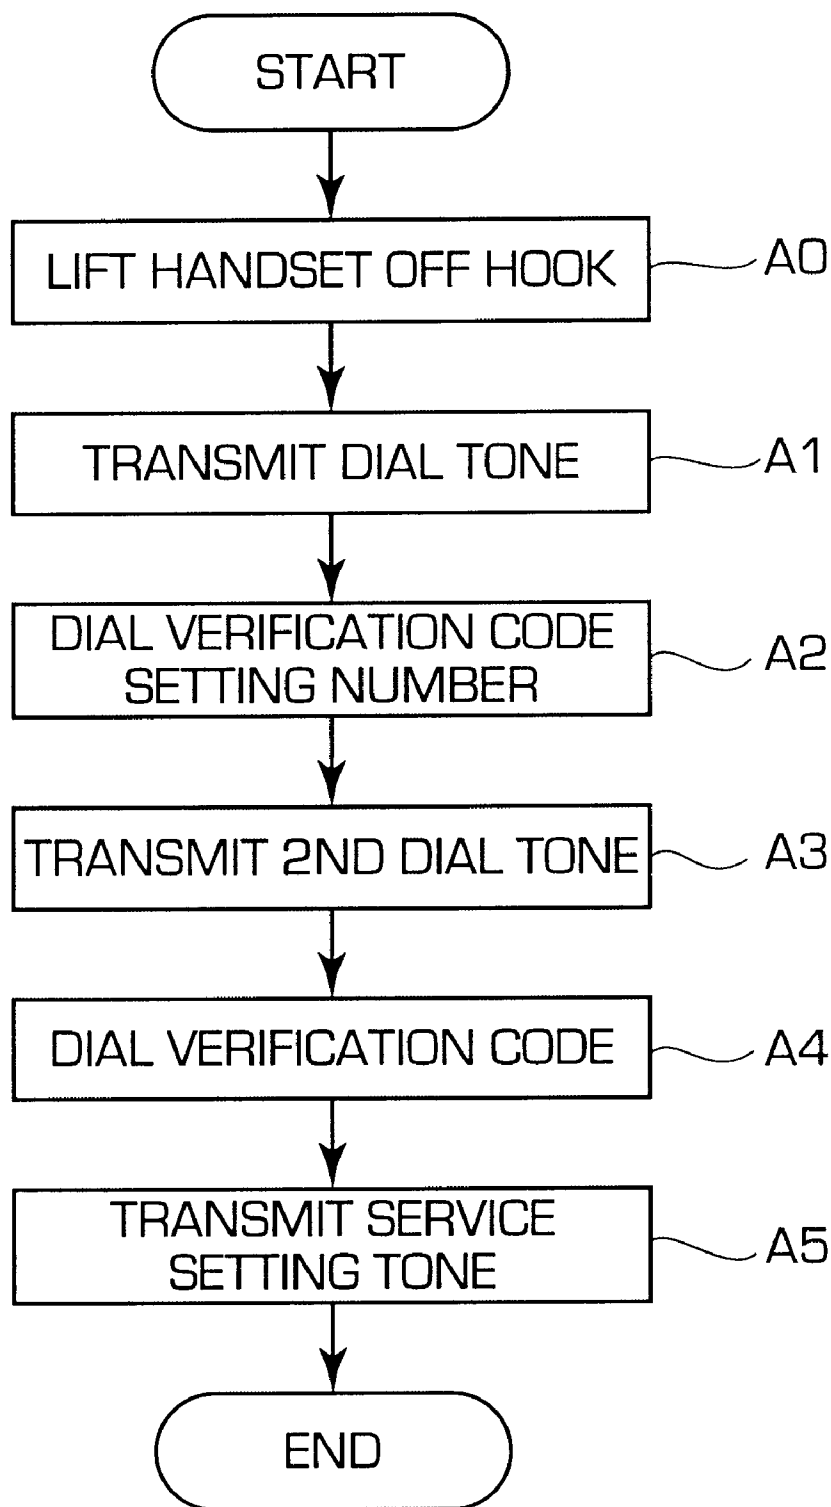 START
LIFT HANDSET OFF HOOK
A0
TRANSMIT DIAL TONE
A1
DIAL VERIFICATION CODE
SETTING NUMBER
A2
TRANSMIT 2ND DIAL TONE
A3
DIAL VERIFICATION CODE
A4
TRANSMIT SERVICE
SETTING TONE
A5
END